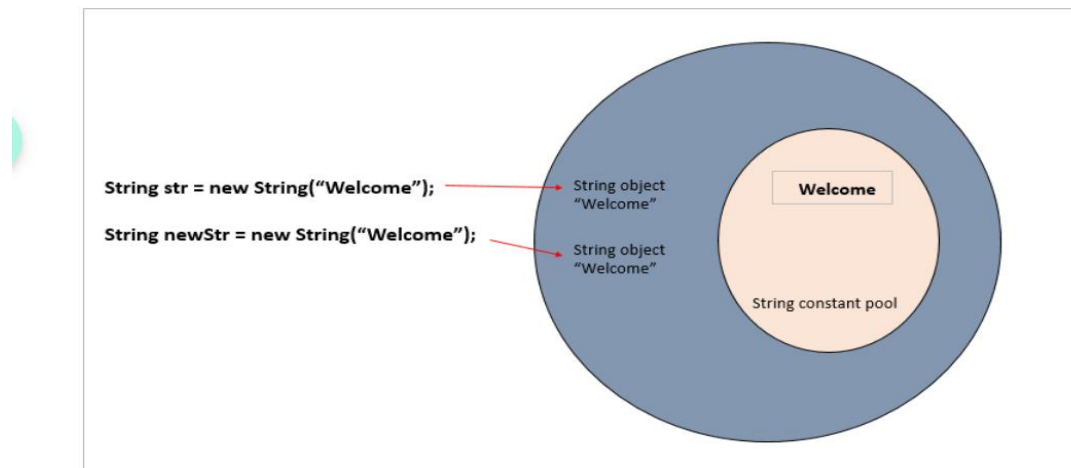 String str = new String(“Welcome”);
String newStr = new String(“Welcome”);
String object
“Welcome”
String object
“Welcome”
Welcome
String constant pool